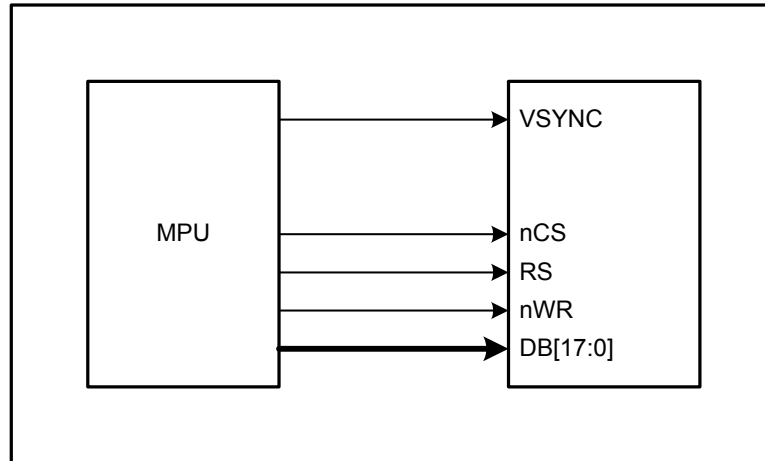 VSYNC
MPU
nCS
RS
nWR
DB[17:0]